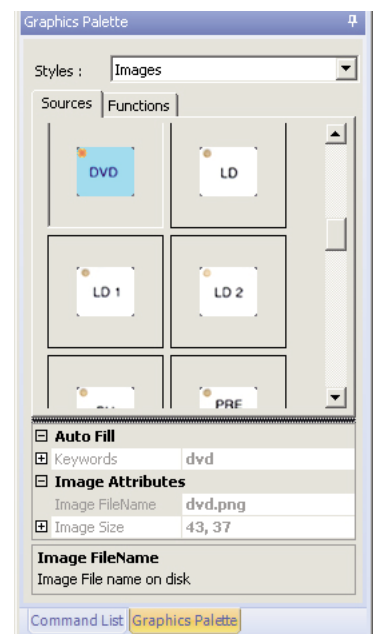 Graphics Palette
Styles : Images
Sources Functions
DVD LD
LD 1 LD 2
PRE
Auto Fill
Keywords dvd
Image Attributes
Image FileName dvd.png
Image Size 43, 37
Image FileName
Image File name on disk
Command List Graphics Palette